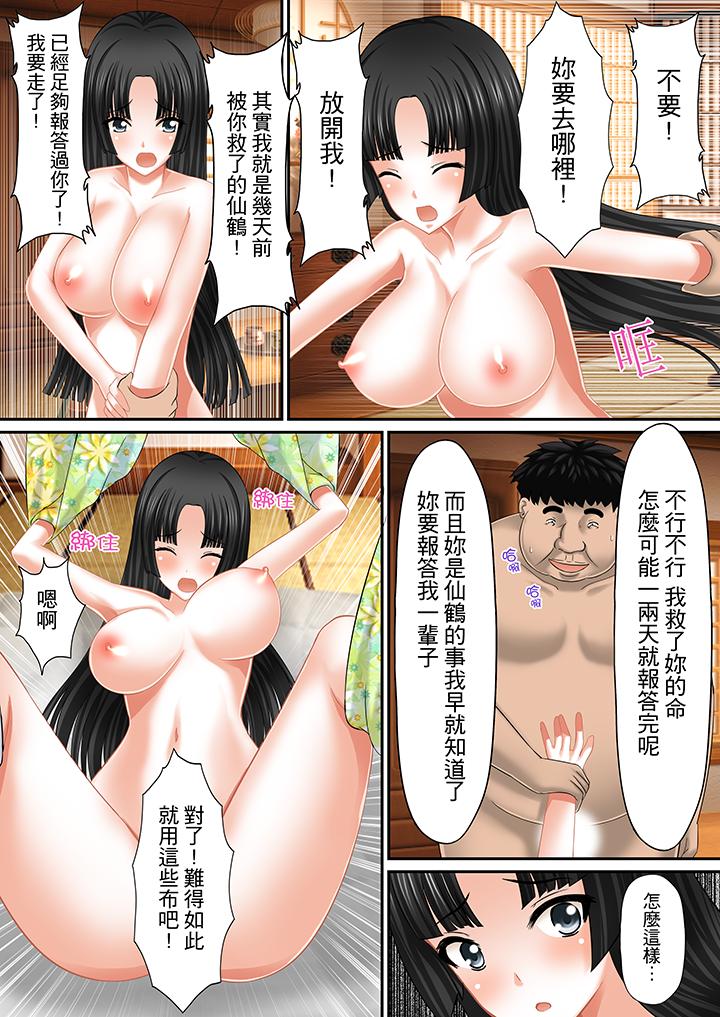 不要！
妳要去哪裡！
放開我！
哐
其實我就是幾天前
被你救了的仙鶴！
已經足夠報答過你了！
我要走了！
不行不行 我救了妳的命
怎麼可能一兩天就報答完呢
哈啊
哈啊
而且妳是仙鶴的事我早就知道了
妳要報答我一輩子
怎麼這樣…
綁住
綁住
嗯啊
對了！難得如此
就用這些布吧！